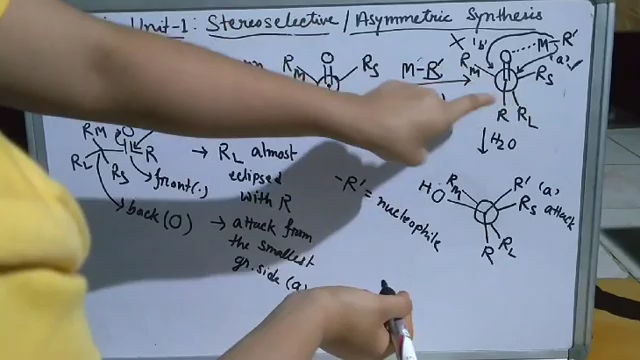 Unit-1: Stereoselective / Asymmetric Synthesis
O
RM
RS
M-R'
X 'b'
O
M
R'
(a) ✓
RM
RS
R
RL
H2O
RM
O
R
RL
RS
front(.)
back (O)
→ RL almost
eclipsed
with R
→ attack from
the smallest
gr. side (a)
-R' =
nucleophile
HO
RM
R' (a)
RS attack
R
RL